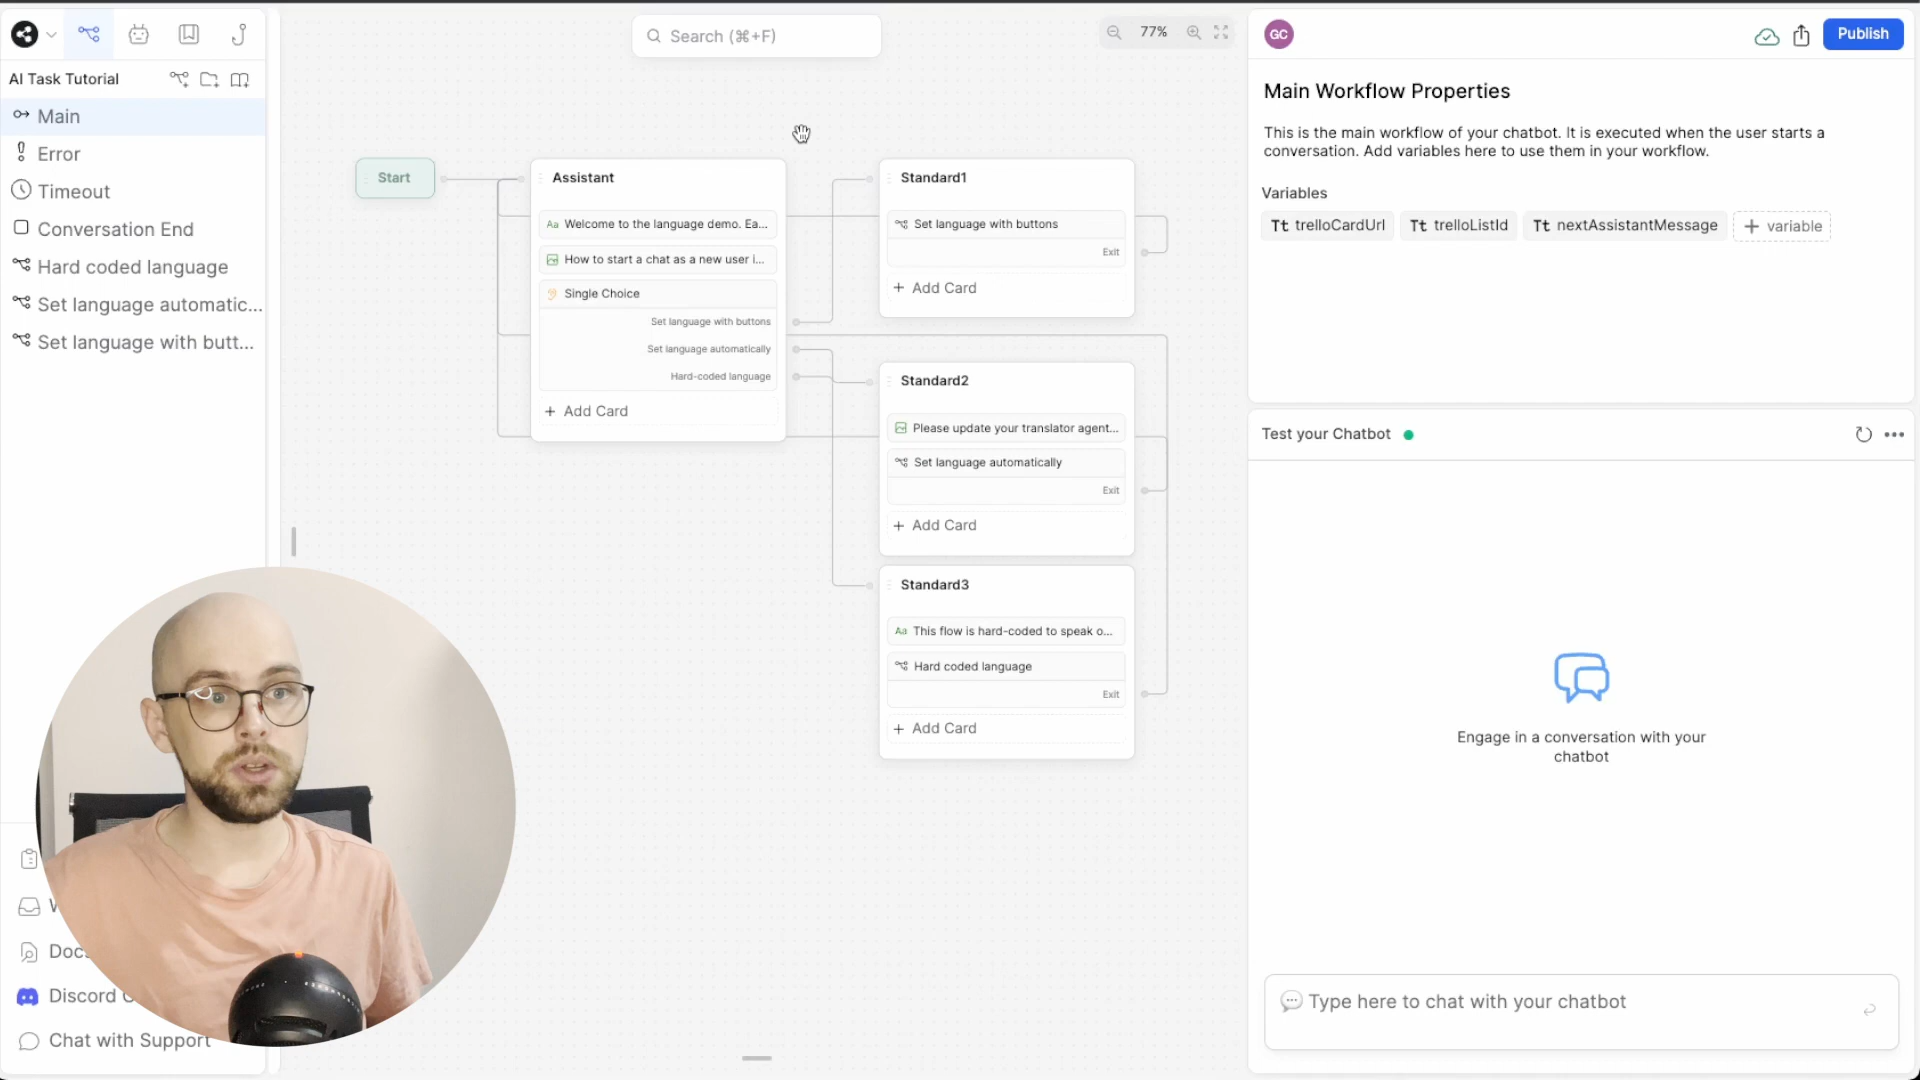 Search (⌘+F)
77%
GC
Publish
AI Task Tutorial
Main
Error
Timeout
Conversation End
Hard coded language
Set language automatic...
Set language with butt...
Discord
Chat with Support
Start
Assistant
Aa Welcome to the language demo. Ea...
How to start a chat as a new user i...
Single Choice
Set language with buttons
Set language automatically
Hard-coded language
+ Add Card
Standard1
Set language with buttons
Exit
+ Add Card
Standard2
Please update your translator agent...
Set language automatically
Exit
+ Add Card
Standard3
Aa This flow is hard-coded to speak o...
Hard coded language
Exit
+ Add Card
Main Workflow Properties
This is the main workflow of your chatbot. It is executed when the user starts a
conversation. Add variables here to use them in your workflow.
Variables
Tt trelloCardUrl Tt trelloListId Tt nextAssistantMessage + variable
Test your Chatbot
Engage in a conversation with your
chatbot
Type here to chat with your chatbot